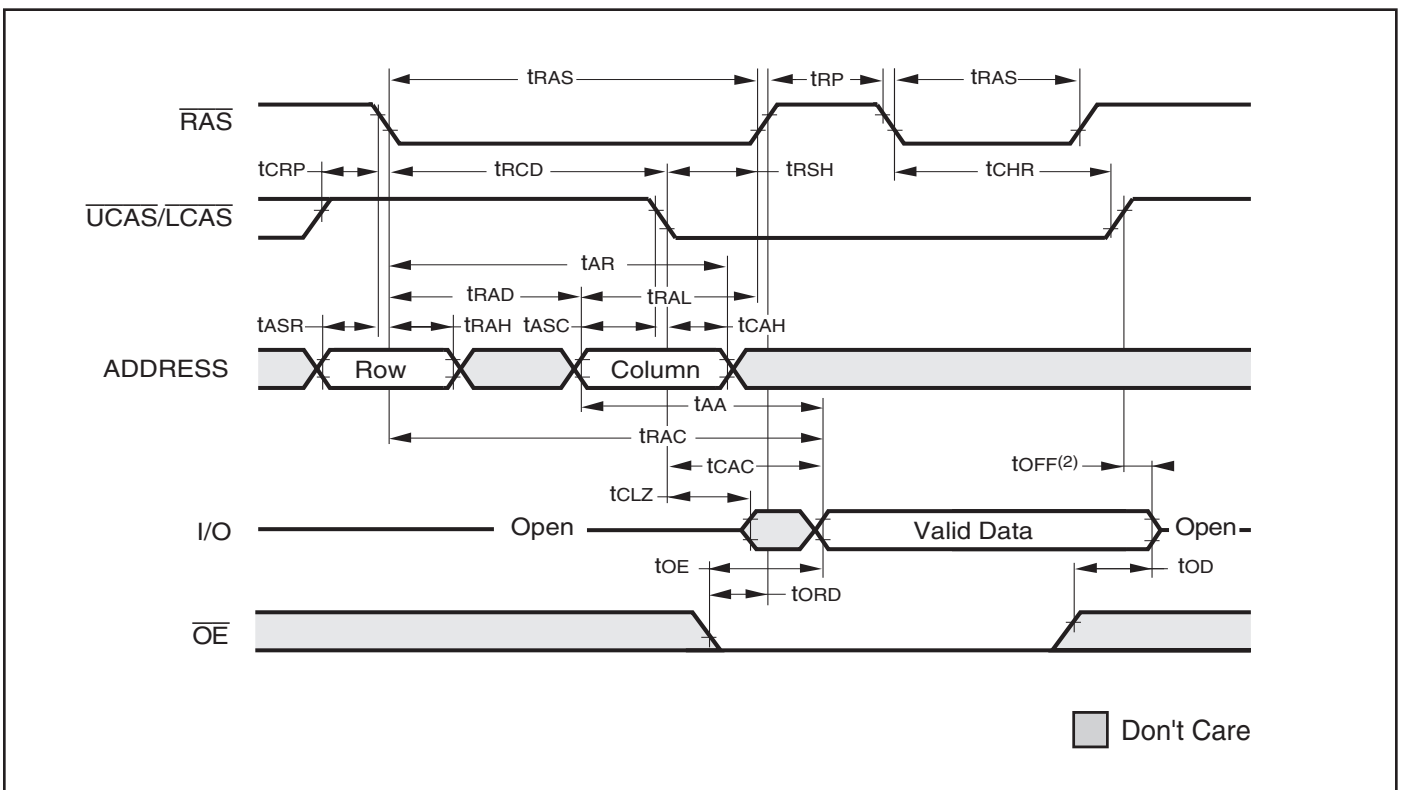 tRAS tRP tRAS
RAS
tCRP tRCD tRSH tCHR
UCAS/LCAS
tAR
tRAD tRAL
tASR tRAH tASC tCAH
ADDRESS Row Column
tAA
tRAC
tCAC tOFF(2)
tCLZ
I/O Open Valid Data Open
tOE tOD
tORD
OE
Don't Care